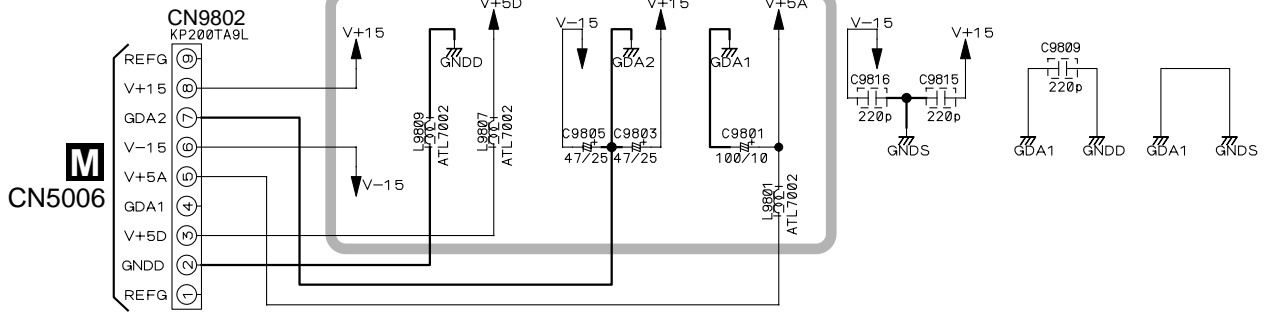 CN9802
KP200TA9L
M
CN5006
REFG 9
V+15 8
GDA2 7
V-15 6
V+5A 5
GDA1 4
V+5D 3
GNDD 2
REFG 1
V+15
V-15
V+5D
GNDD
L9809
ATL7002
L9807
ATL7002
V-15
V+15
GDA2
C9805
47/25
C9803
47/25
V+5A
GDA1
C9801
100/10
L9801
ATL7002
V-15
V+15
C9816
220p
C9815
220p
GNDS
C9809
220p
GDA1
GNDD
GDA1
GNDS